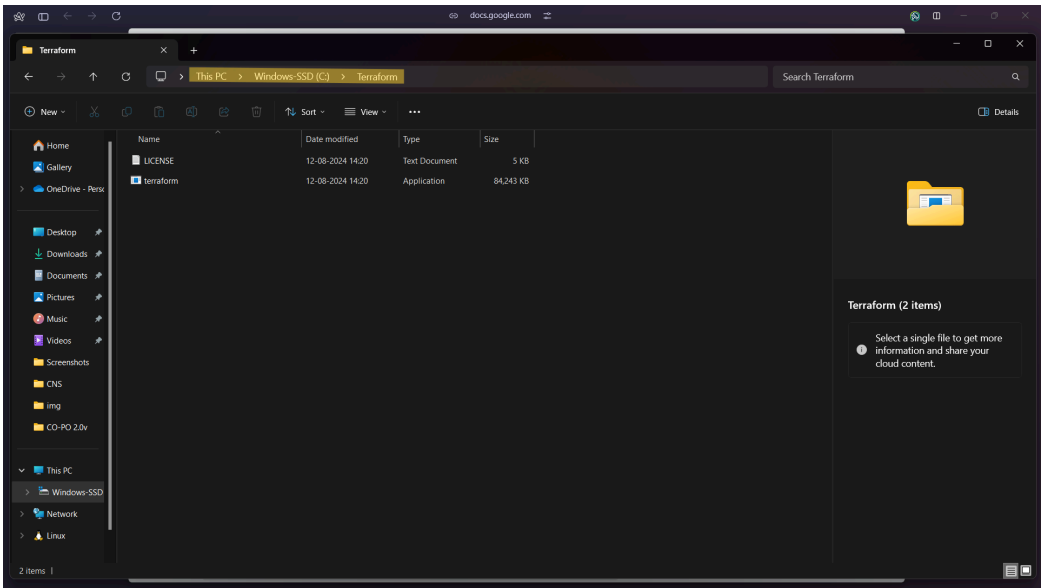 docs.google.com
Terraform
This PC > Windows-SSD (C:) > Terraform
Search Terraform
New
Sort
View
Details
Name Date modified Type Size
LICENSE 12-08-2024 14:20 Text Document 5 KB
terraform 12-08-2024 14:20 Application 84,243 KB
Home
Gallery
OneDrive - Perso
Desktop
Downloads
Documents
Pictures
Music
Videos
Screenshots
CNS
img
CO-PO 2.0v
This PC
Windows-SSD
Network
Linux
Terraform (2 items)
Select a single file to get more
information and share your
cloud content.
2 items